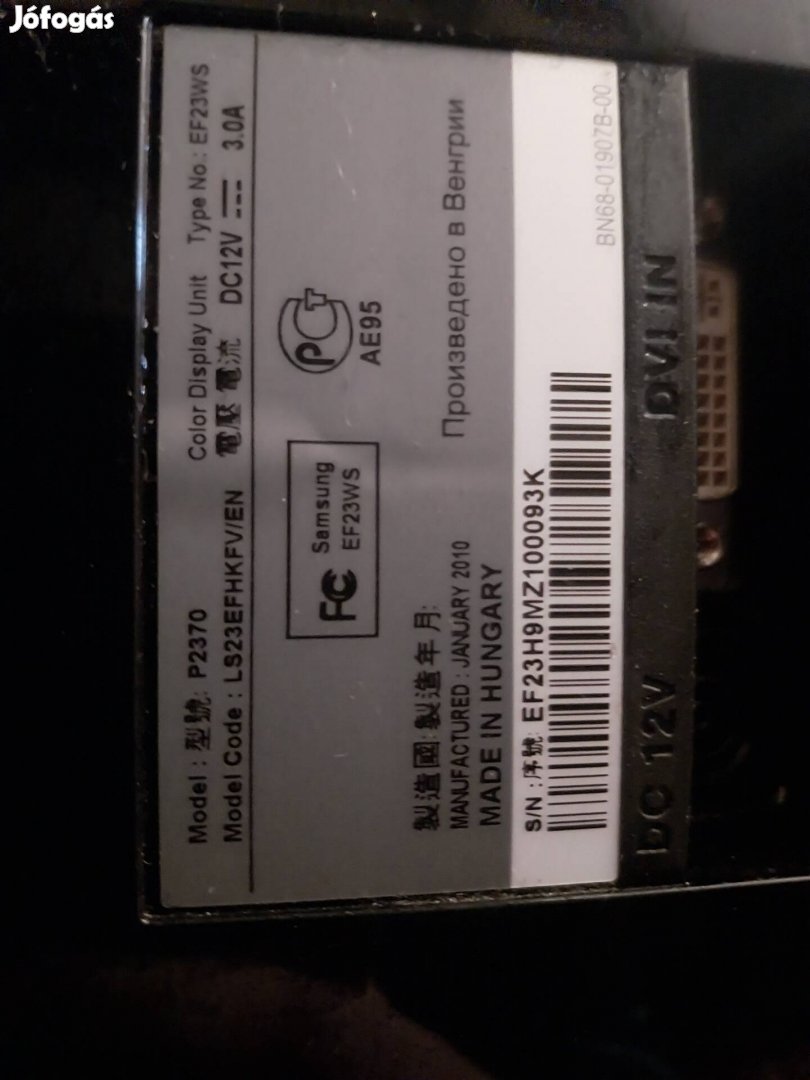 Jófogás
Model : 型號: P2370 Color Display Unit Type No.: EF23WS
Model Code : LS23EFHKFV/EN 電壓 電流 DC12V 3.0A
FC Samsung
EF23WS
РСТ
AE95
製造國: 製造年月:
MANUFACTURED : JANUARY 2010
MADE IN HUNGARY
Произведено в Венгрии
S/N : 序號: EF23H9MZ100093K
BN68-01907B-00
DC 12V DVI IN